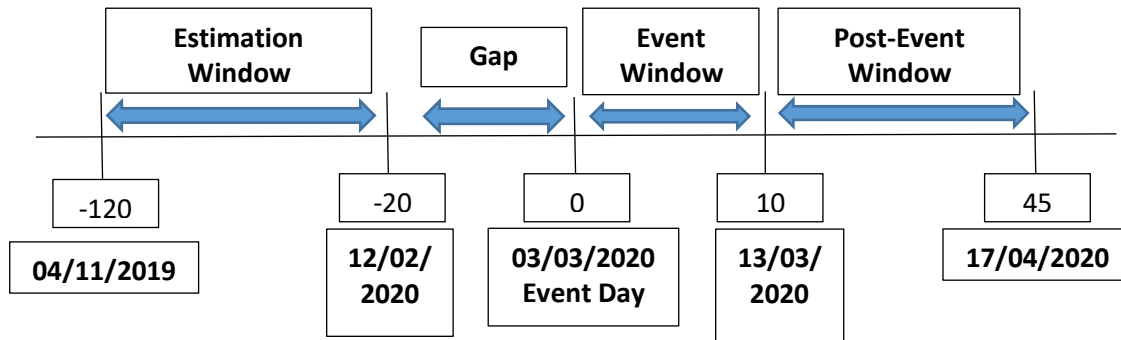 Estimation
Window
Gap
Event
Window
Post-Event
Window
-120
-20
0
10
45
04/11/2019
12/02/
2020
03/03/2020
Event Day
13/03/
2020
17/04/2020